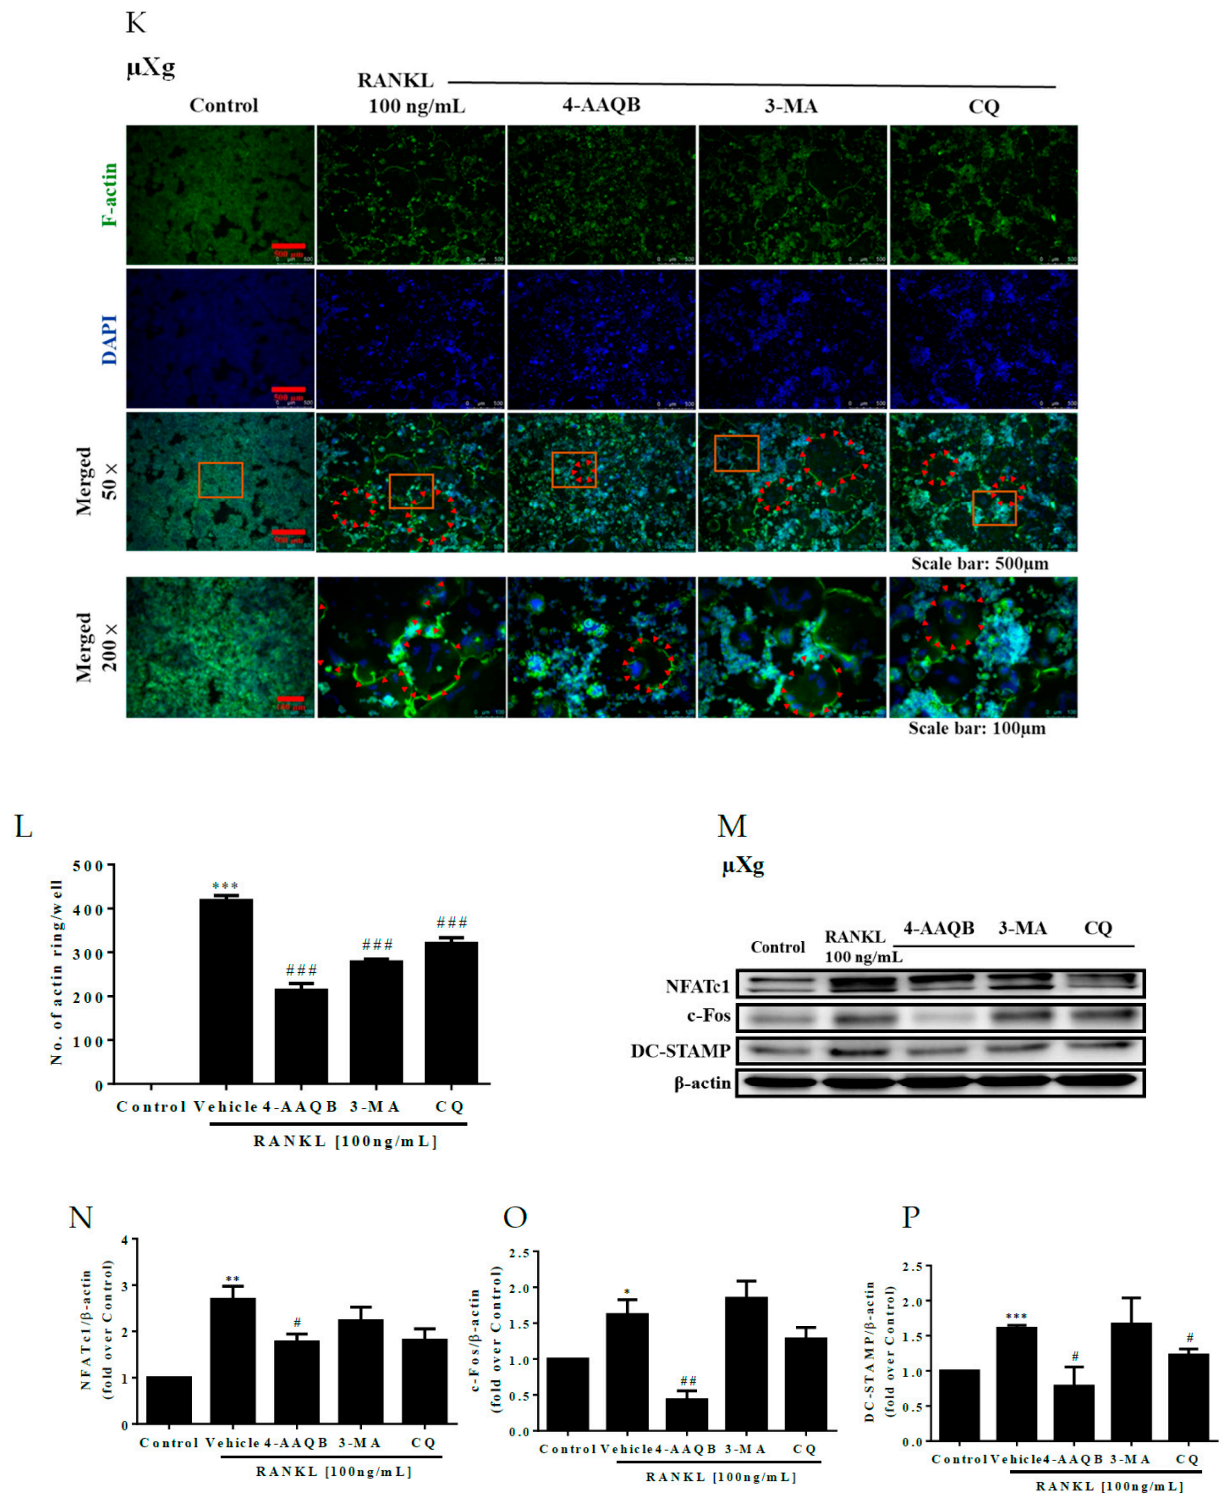 K
μXg
RANKL
Control
100 ng/mL
4-AAQB
3-MA
CQ
F-actin
500 μm
DAPI
500 μm
Merged
50 ×
Scale bar: 500μm
Merged
200 ×
Scale bar: 100μm
L
No. of actin ring/well
500
400
300
200
100
0
***
###
###
###
Control Vehicle 4-AAQB 3-MA CQ
RANKL [100ng/mL]
M
μXg
Control
RANKL
100 ng/mL
4-AAQB
3-MA
CQ
NFATc1
c-Fos
DC-STAMP
β-actin
N
NFATc1/β-actin
(fold over Control)
4
3
2
1
0
**
#
Control Vehicle 4-AAQB 3-MA CQ
RANKL [100ng/mL]
O
c-Fos/β-actin
(fold over Control)
2.5
2.0
1.5
1.0
0.5
0.0
*
##
Control Vehicle 4-AAQB 3-MA CQ
RANKL [100ng/mL]
P
DC-STAMP/β-actin
(fold over Control)
2.5
2.0
1.5
1.0
0.5
0.0
***
#
#
Control Vehicle 4-AAQB 3-MA CQ
RANKL [100ng/mL]